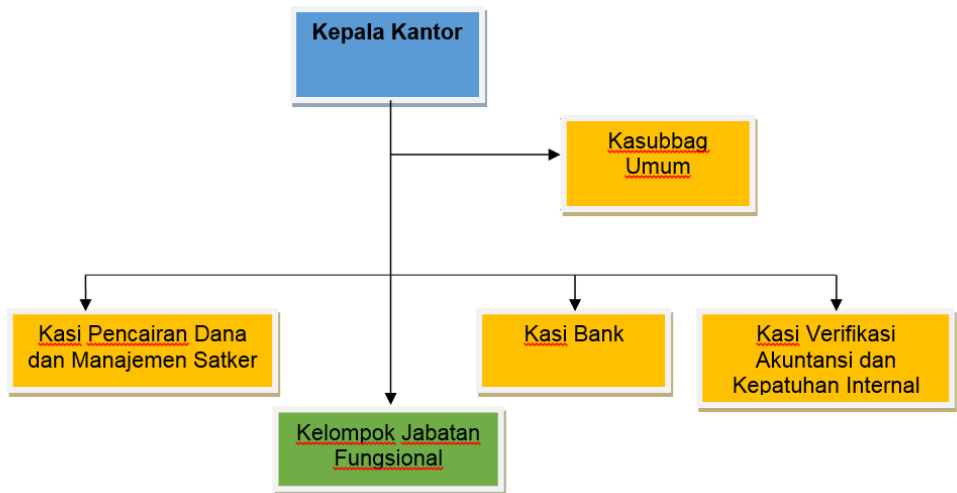 Kepala Kantor
Kasubbag
Umum
Kasi Pencairan Dana
dan Manajemen Satker
Kasi Bank
Kasi Verifikasi
Akuntansi dan
Kepatuhan Internal
Kelompok Jabatan
Fungsional